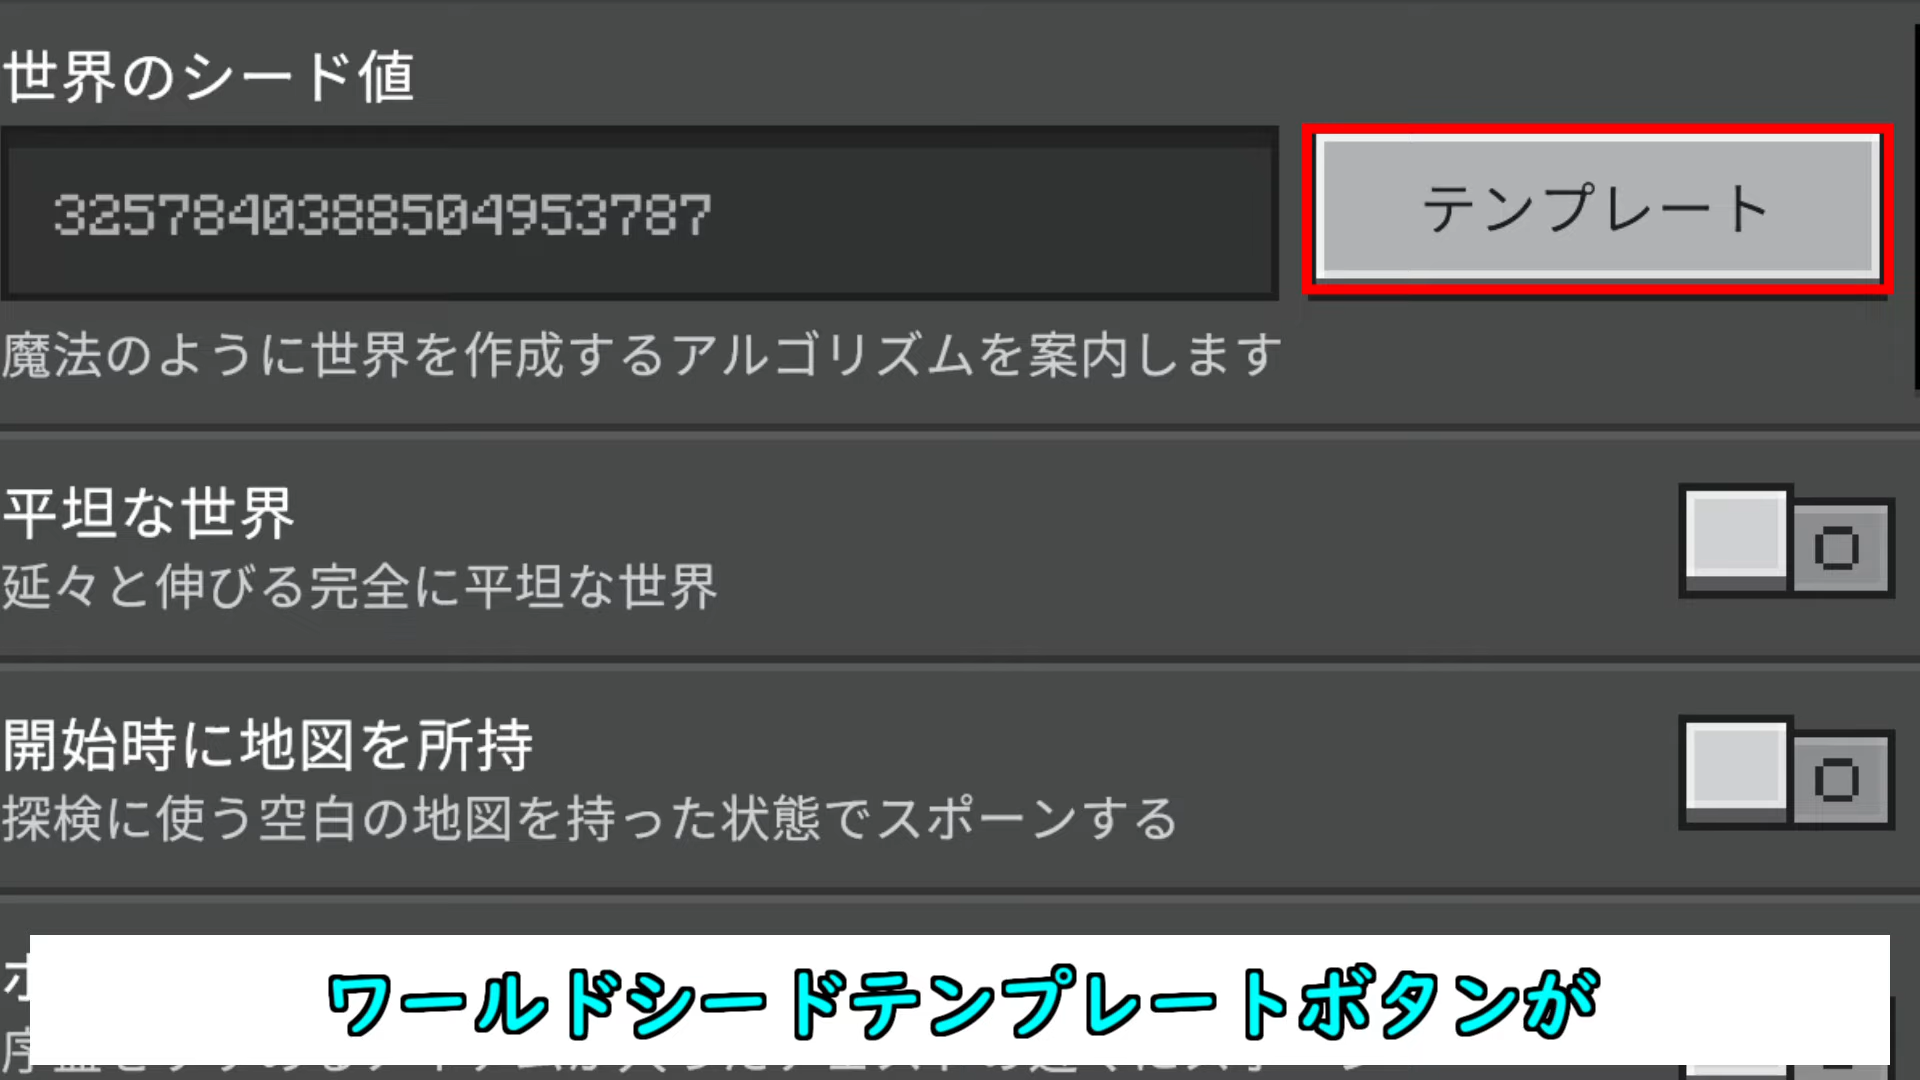 世界のシード値
3257840388504953787
テンプレート
魔法のように世界を作成するアルゴリズムを案内します
平坦な世界
延々と伸びる完全に平坦な世界
開始時に地図を所持
探検に使う空白の地図を持った状態でスポーンする
ワールドシードテンプレートボタンが